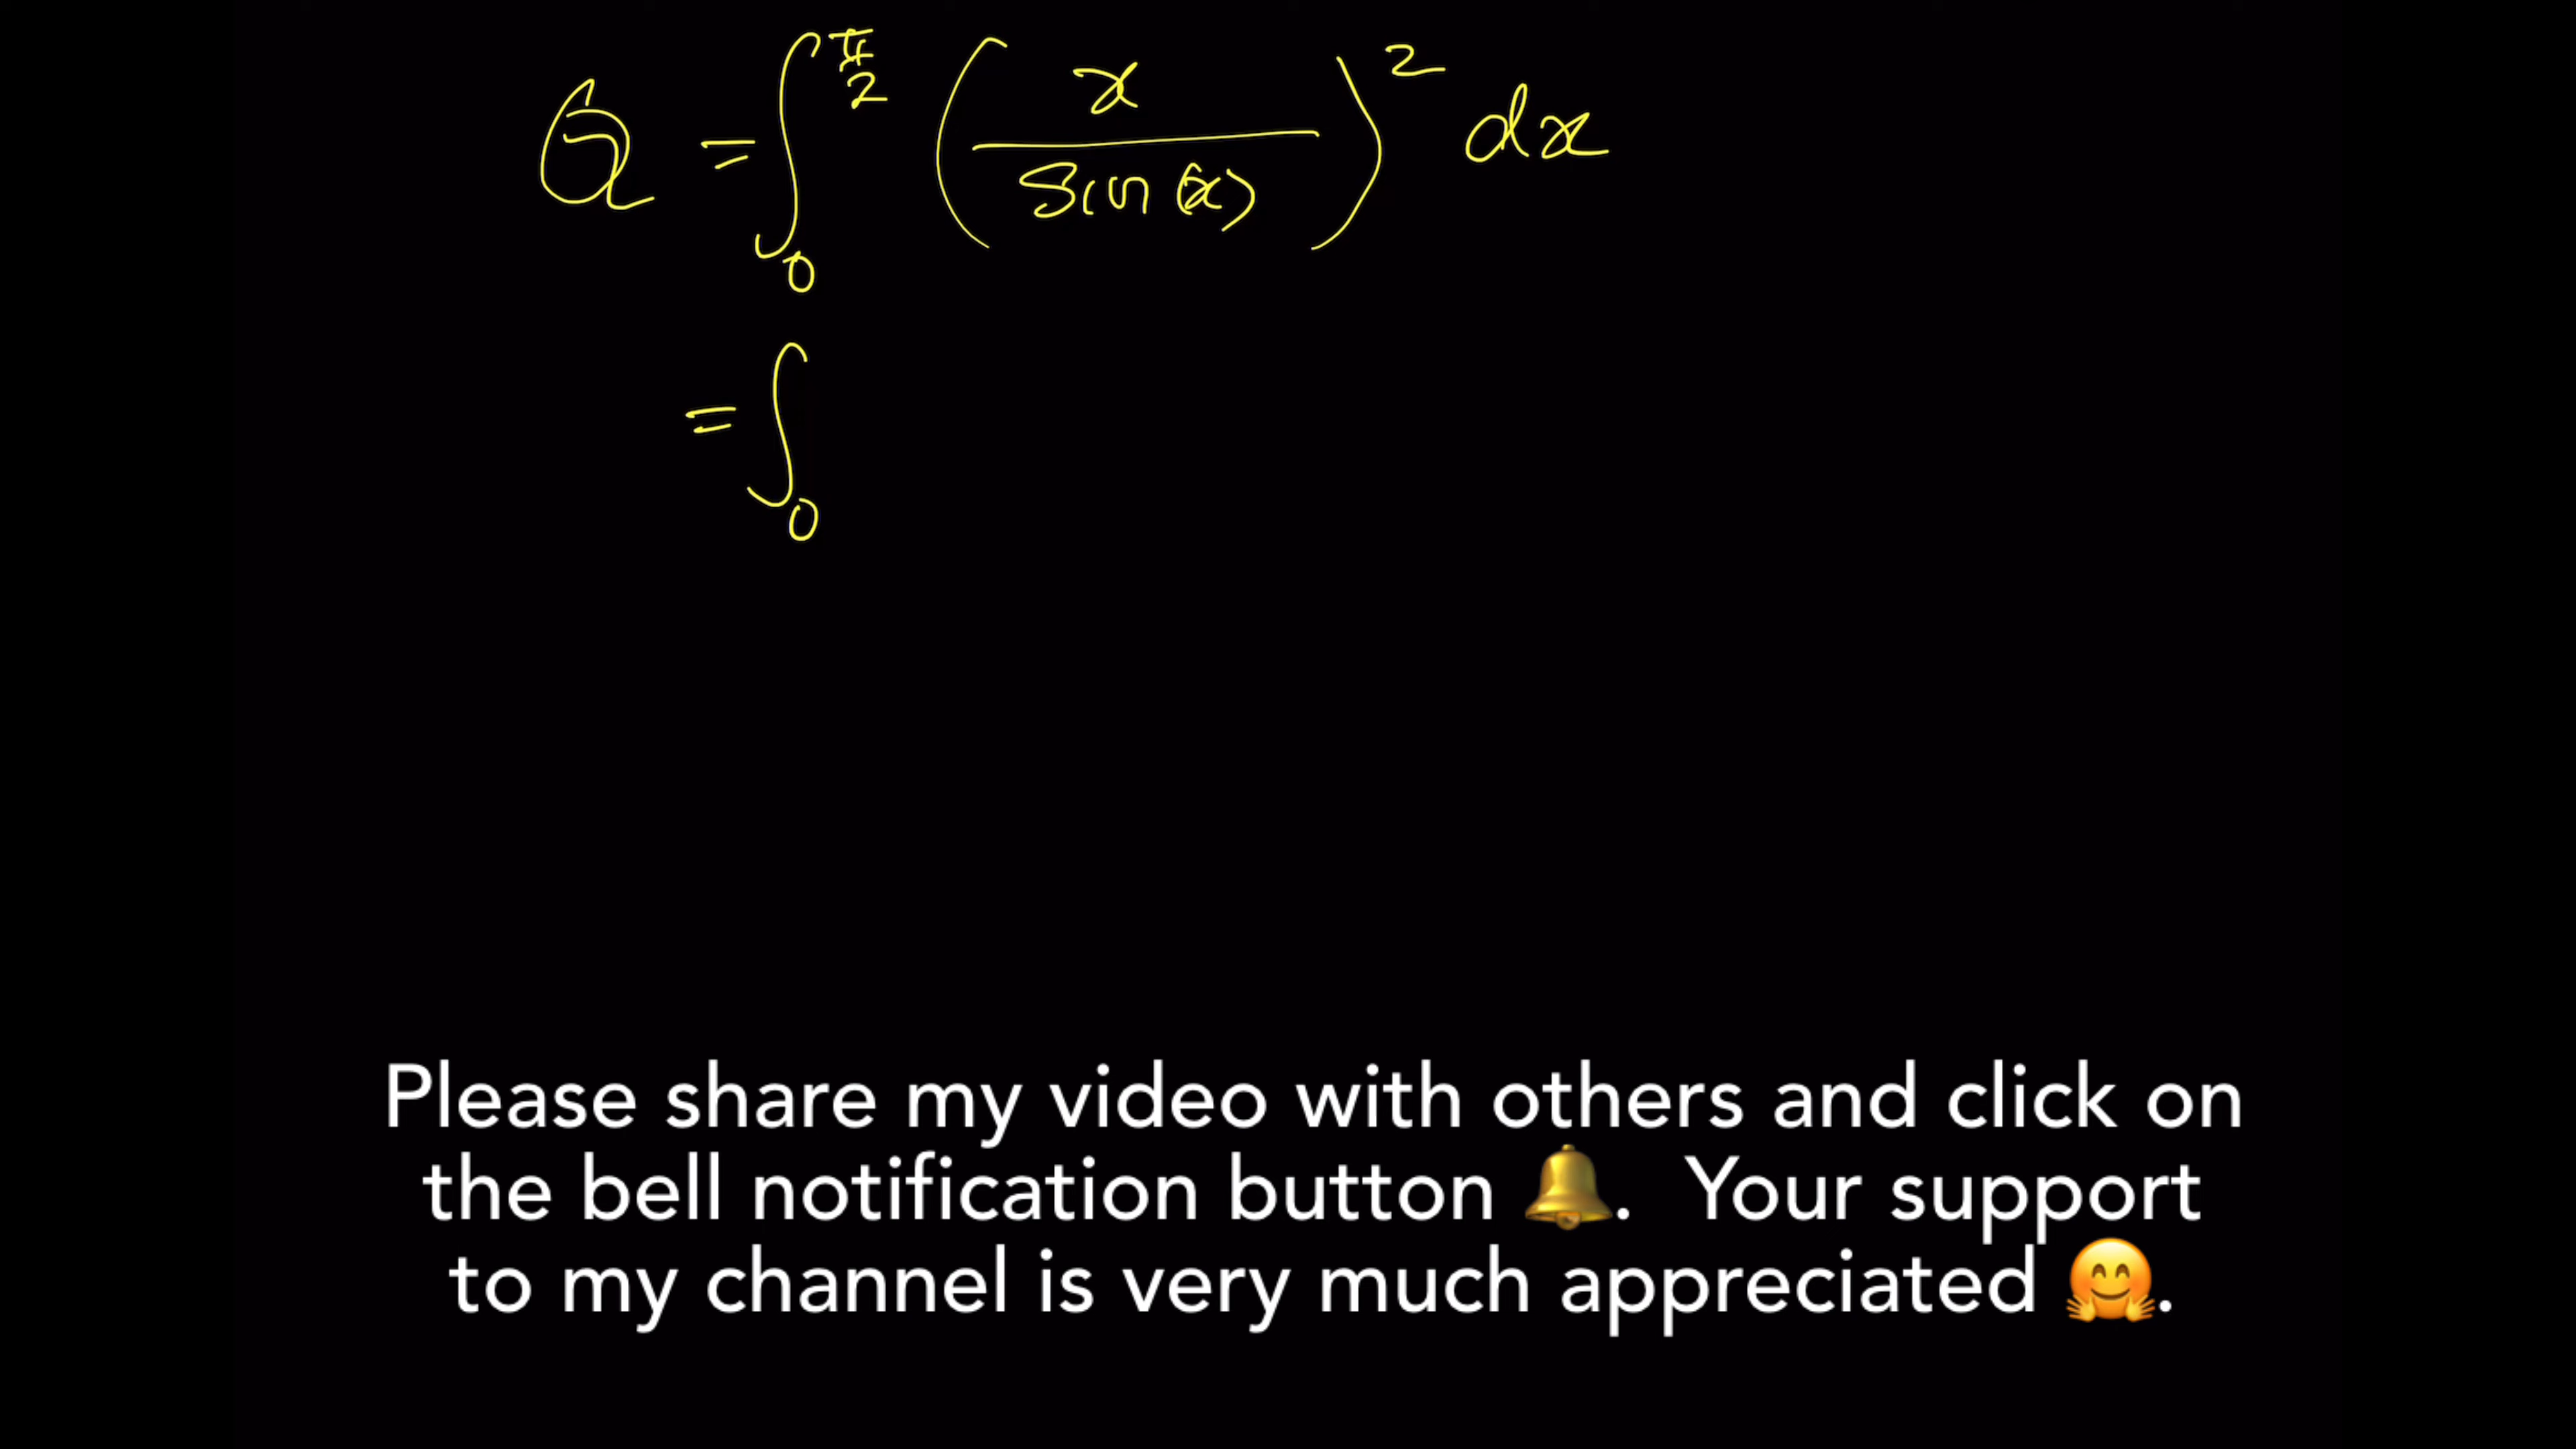 Q = ∫₀^{π/2} (x / sin(x))² dx
= ∫₀
Please share my video with others and click on
the bell notification button 🔔. Your support
to my channel is very much appreciated 🤗.